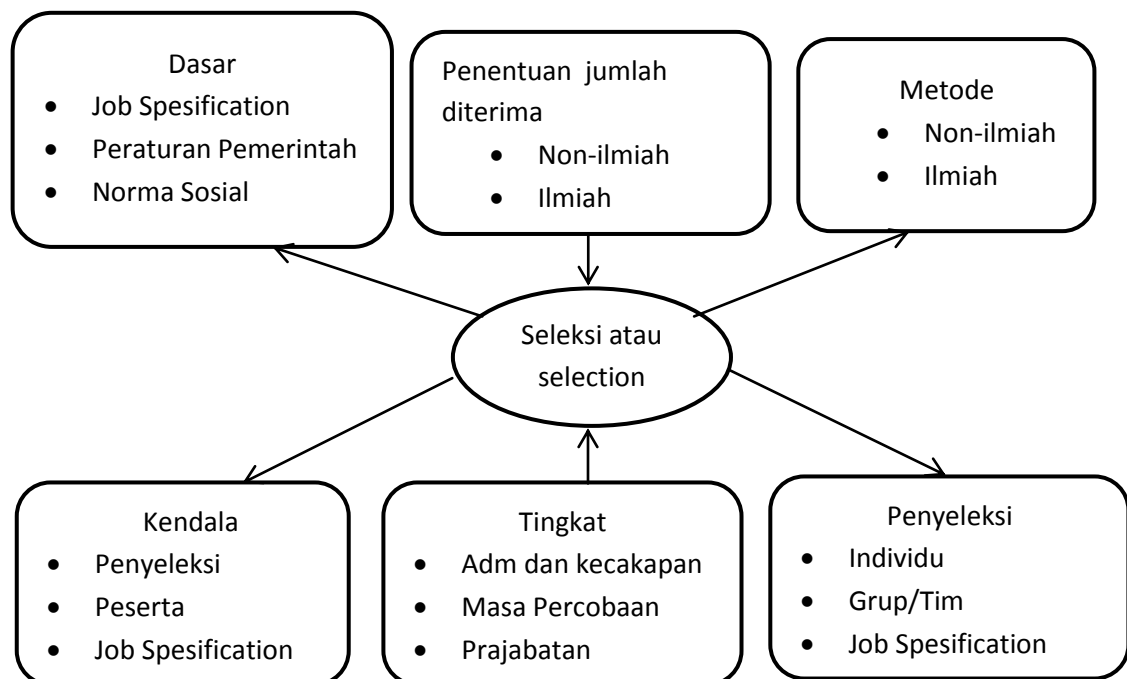 Dasar
• Job Spesification
• Peraturan Pemerintah
• Norma Sosial
Penentuan jumlah
diterima
• Non-ilmiah
• Ilmiah
Metode
• Non-ilmiah
• Ilmiah
Seleksi atau
selection
Kendala
• Penyeleksi
• Peserta
• Job Spesification
Tingkat
• Adm dan kecakapan
• Masa Percobaan
• Prajabatan
Penyeleksi
• Individu
• Grup/Tim
• Job Spesification